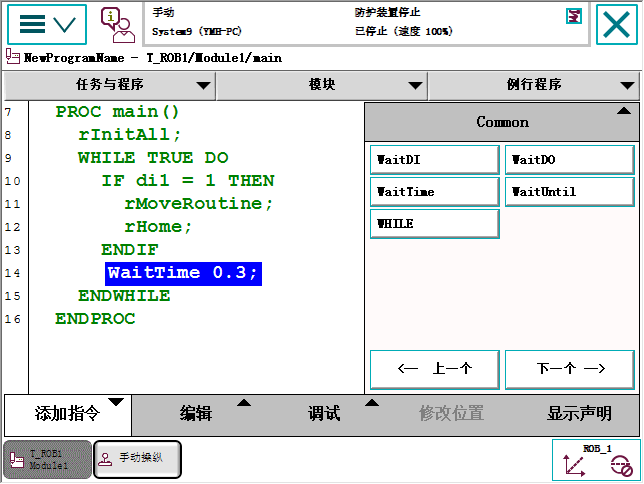 手动
防护装置停止
System9 (YMH-PC)
已停止 (速度 100%)
NewProgramName - T_ROB1/Module1/main
任务与程序
模块
例行程序
7 PROC main()
8 rInitAll;
9 WHILE TRUE DO
10 IF di1 = 1 THEN
11 rMoveRoutine;
12 rHome;
13 ENDIF
14 WaitTime 0.3;
15 ENDWHILE
16 ENDPROC
Common
WaitDI
WaitDO
WaitTime
WaitUntil
WHILE
<— 上一个
下一个 —>
添加指令
编辑
调试
修改位置
显示声明
T_ROB1
Module1
手动操纵
ROB_1